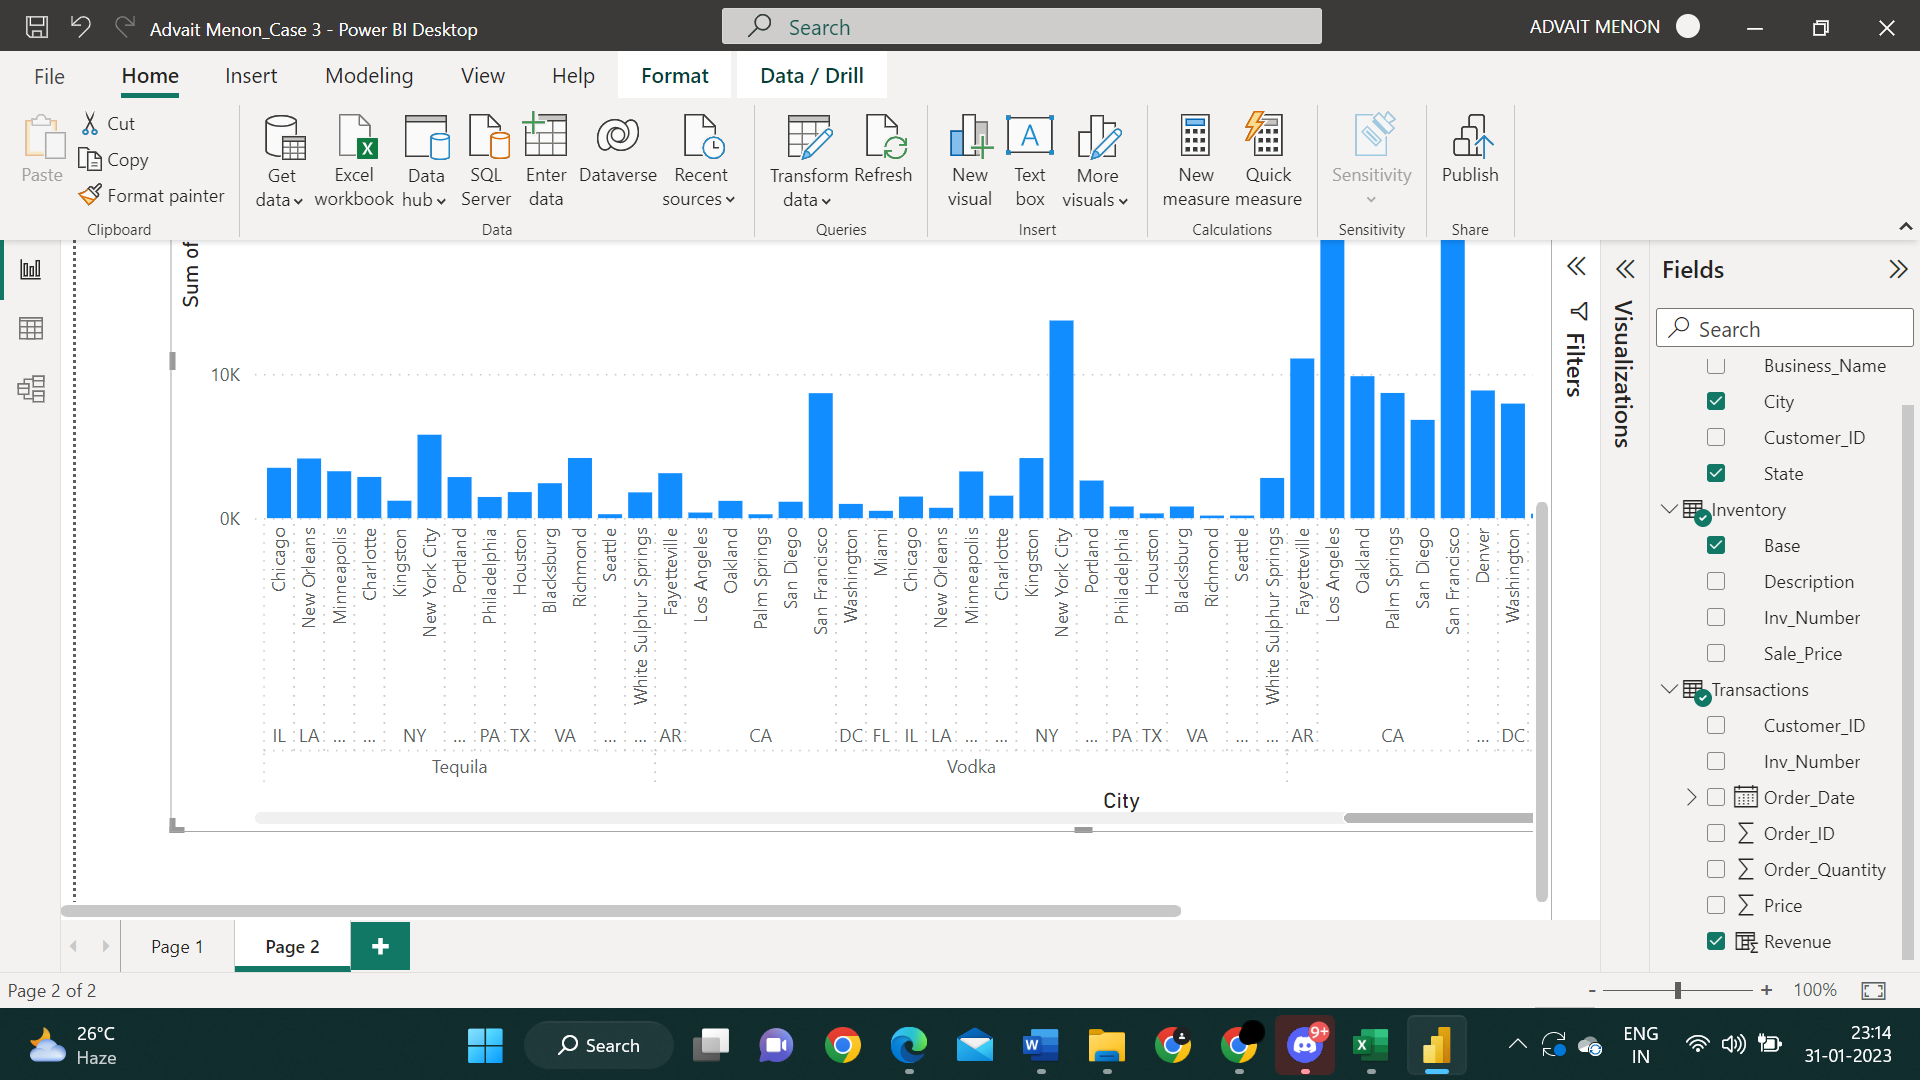 Advait Menon_Case 3 - Power BI Desktop
Search
ADVAIT MENON
File
Home
Insert
Modeling
View
Help
Format
Data / Drill
Paste
Cut
Copy
Format painter
Clipboard
Get data
Excel workbook
Data hub
SQL Server
Enter data
Dataverse
Recent sources
Data
Transform data
Refresh
Queries
New visual
Text box
More visuals
Insert
New measure
Quick measure
Calculations
Sensitivity
Sensitivity
Publish
Share
Sum of
10K
0K
Chicago
New Orleans
Minneapolis
Charlotte
Kingston
New York City
Portland
Philadelphia
Houston
Blacksburg
Richmond
Seattle
White Sulphur Springs
Fayetteville
Los Angeles
Oakland
Palm Springs
San Diego
San Francisco
Washington
Miami
Chicago
New Orleans
Minneapolis
Charlotte
Kingston
New York City
Portland
Philadelphia
Houston
Blacksburg
Richmond
Seattle
White Sulphur Springs
Fayetteville
Los Angeles
Oakland
Palm Springs
San Diego
San Francisco
Denver
Washington
IL LA ... ... NY ... PA TX VA ... ... AR CA DC FL IL LA ... ... NY ... PA TX VA ... ... AR CA ... DC
Tequila
Vodka
City
Filters
Visualizations
Fields
Search
Business_Name
City
Customer_ID
State
Inventory
Base
Description
Inv_Number
Sale_Price
Transactions
Customer_ID
Inv_Number
Order_Date
Order_ID
Order_Quantity
Price
Revenue
Page 1
Page 2
+
Page 2 of 2
- + 100%
26°C
Haze
Search
9+
ENG
IN
23:14
31-01-2023